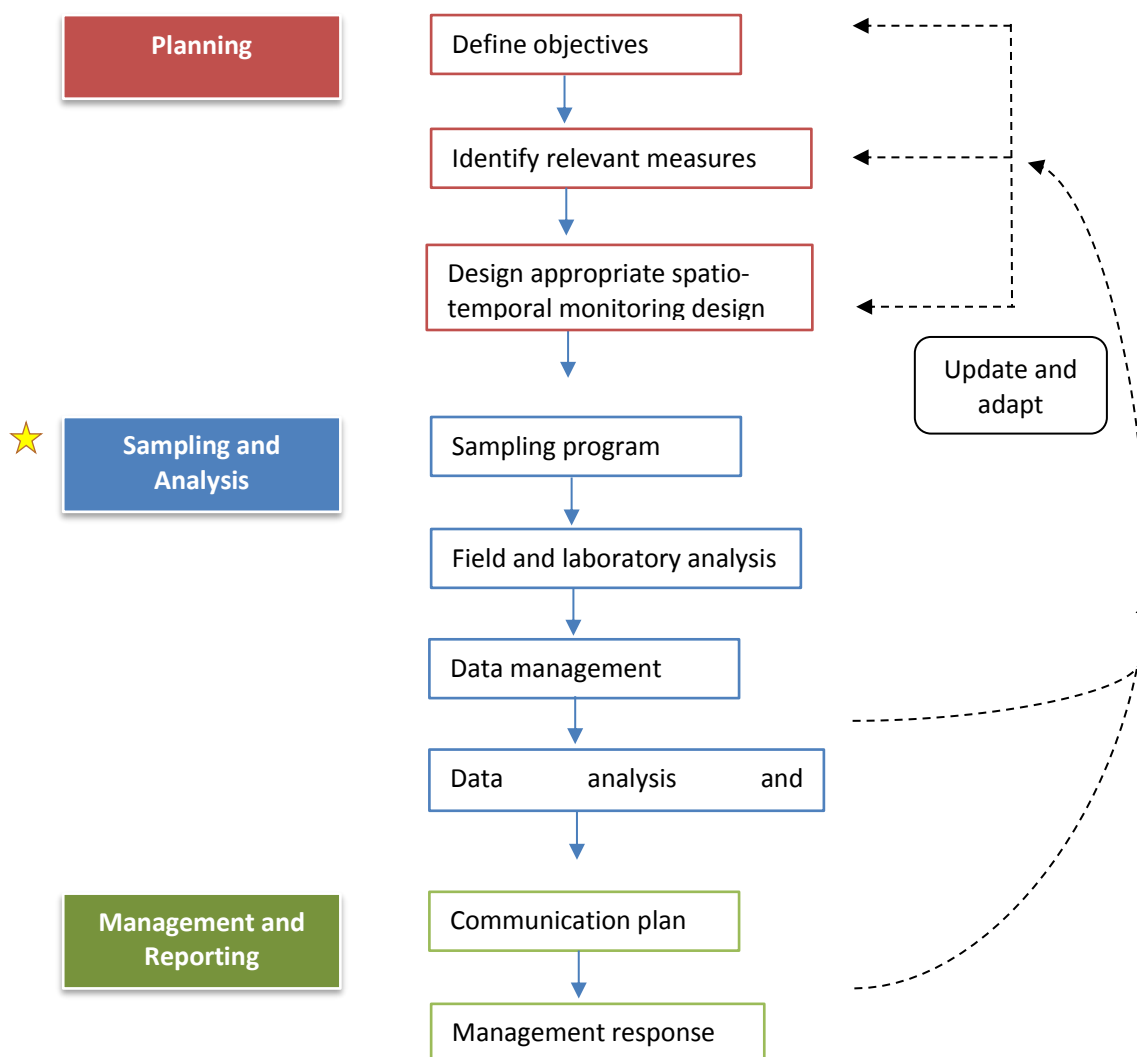 Planning
Define objectives
Identify relevant measures
Design appropriate spatio-
temporal monitoring design
Update and
adapt
Sampling and
Analysis
Sampling program
Field and laboratory analysis
Data management
Data analysis and
Management and
Reporting
Communication plan
Management response